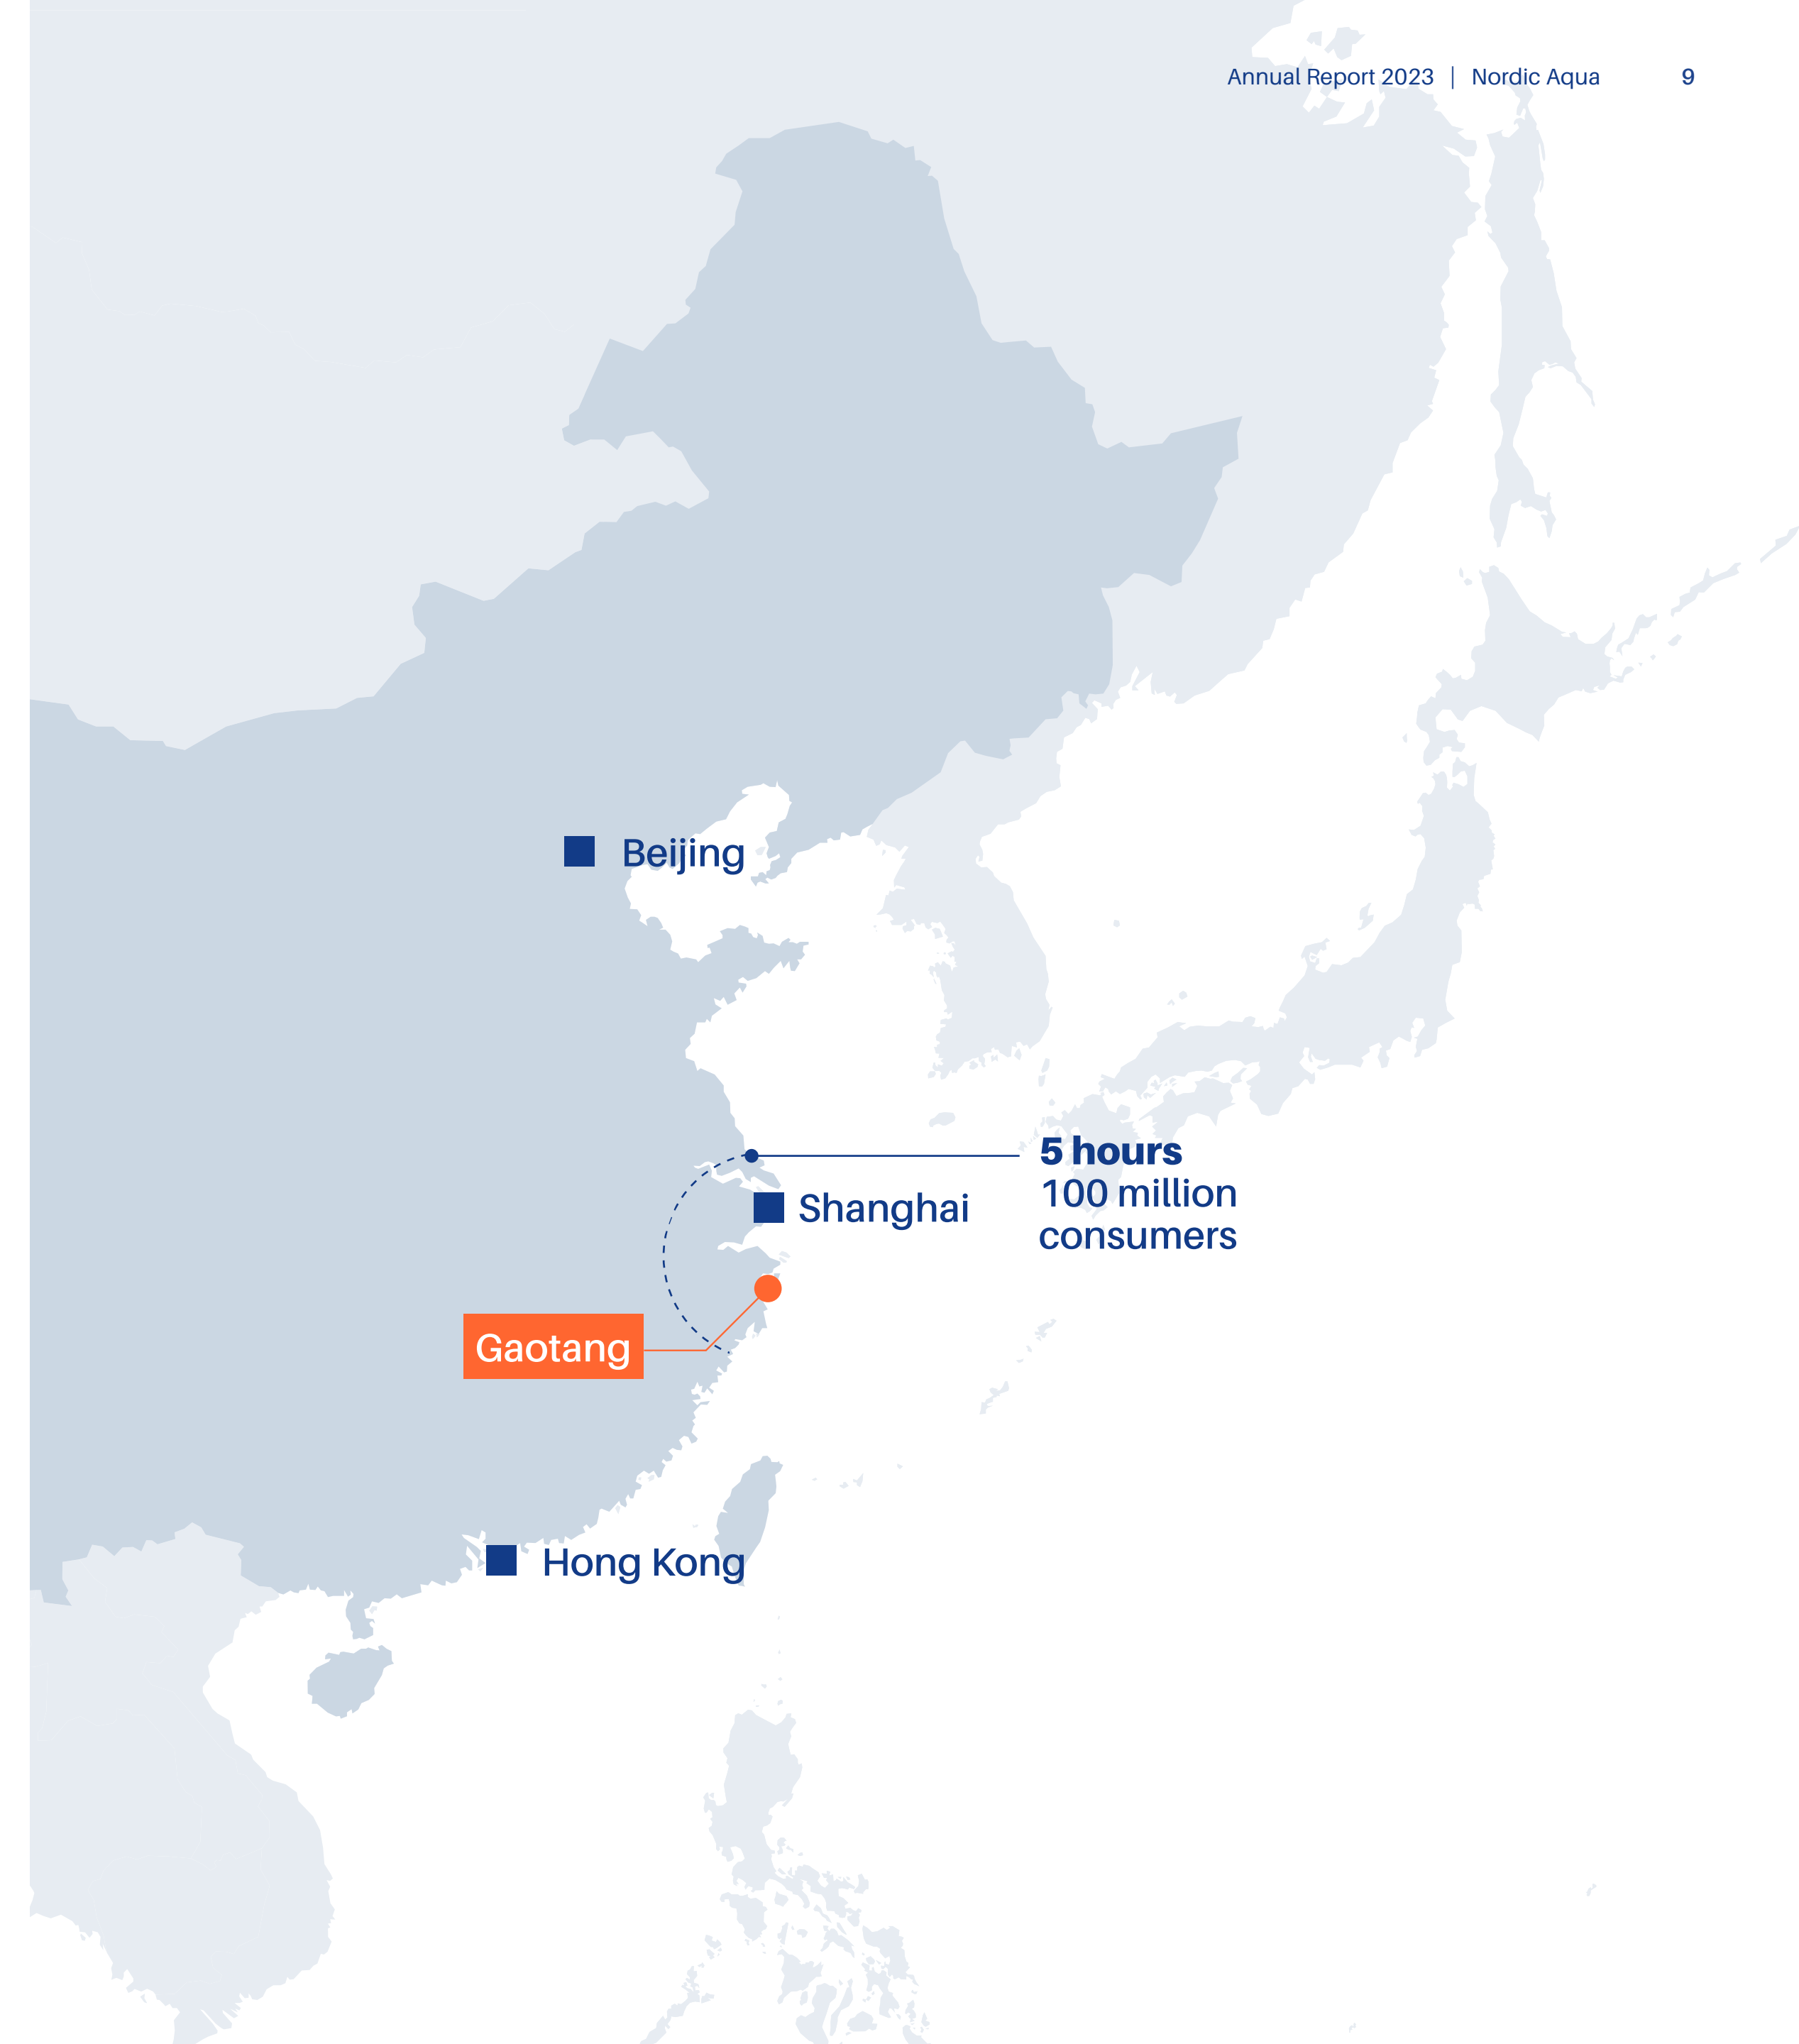 Annual Report 2023 | Nordic Aqua 9
Beijing
5 hours
100 million
consumers
Shanghai
Gaotang
Hong Kong